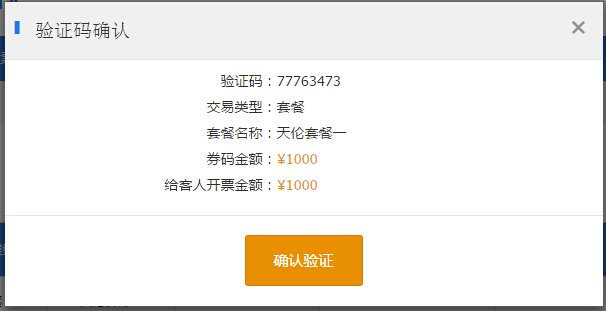 验证码确认
×
验证码：77763473
交易类型：套餐
套餐名称：天伦套餐一
券码金额：¥1000
给客人开票金额：¥1000
确认验证